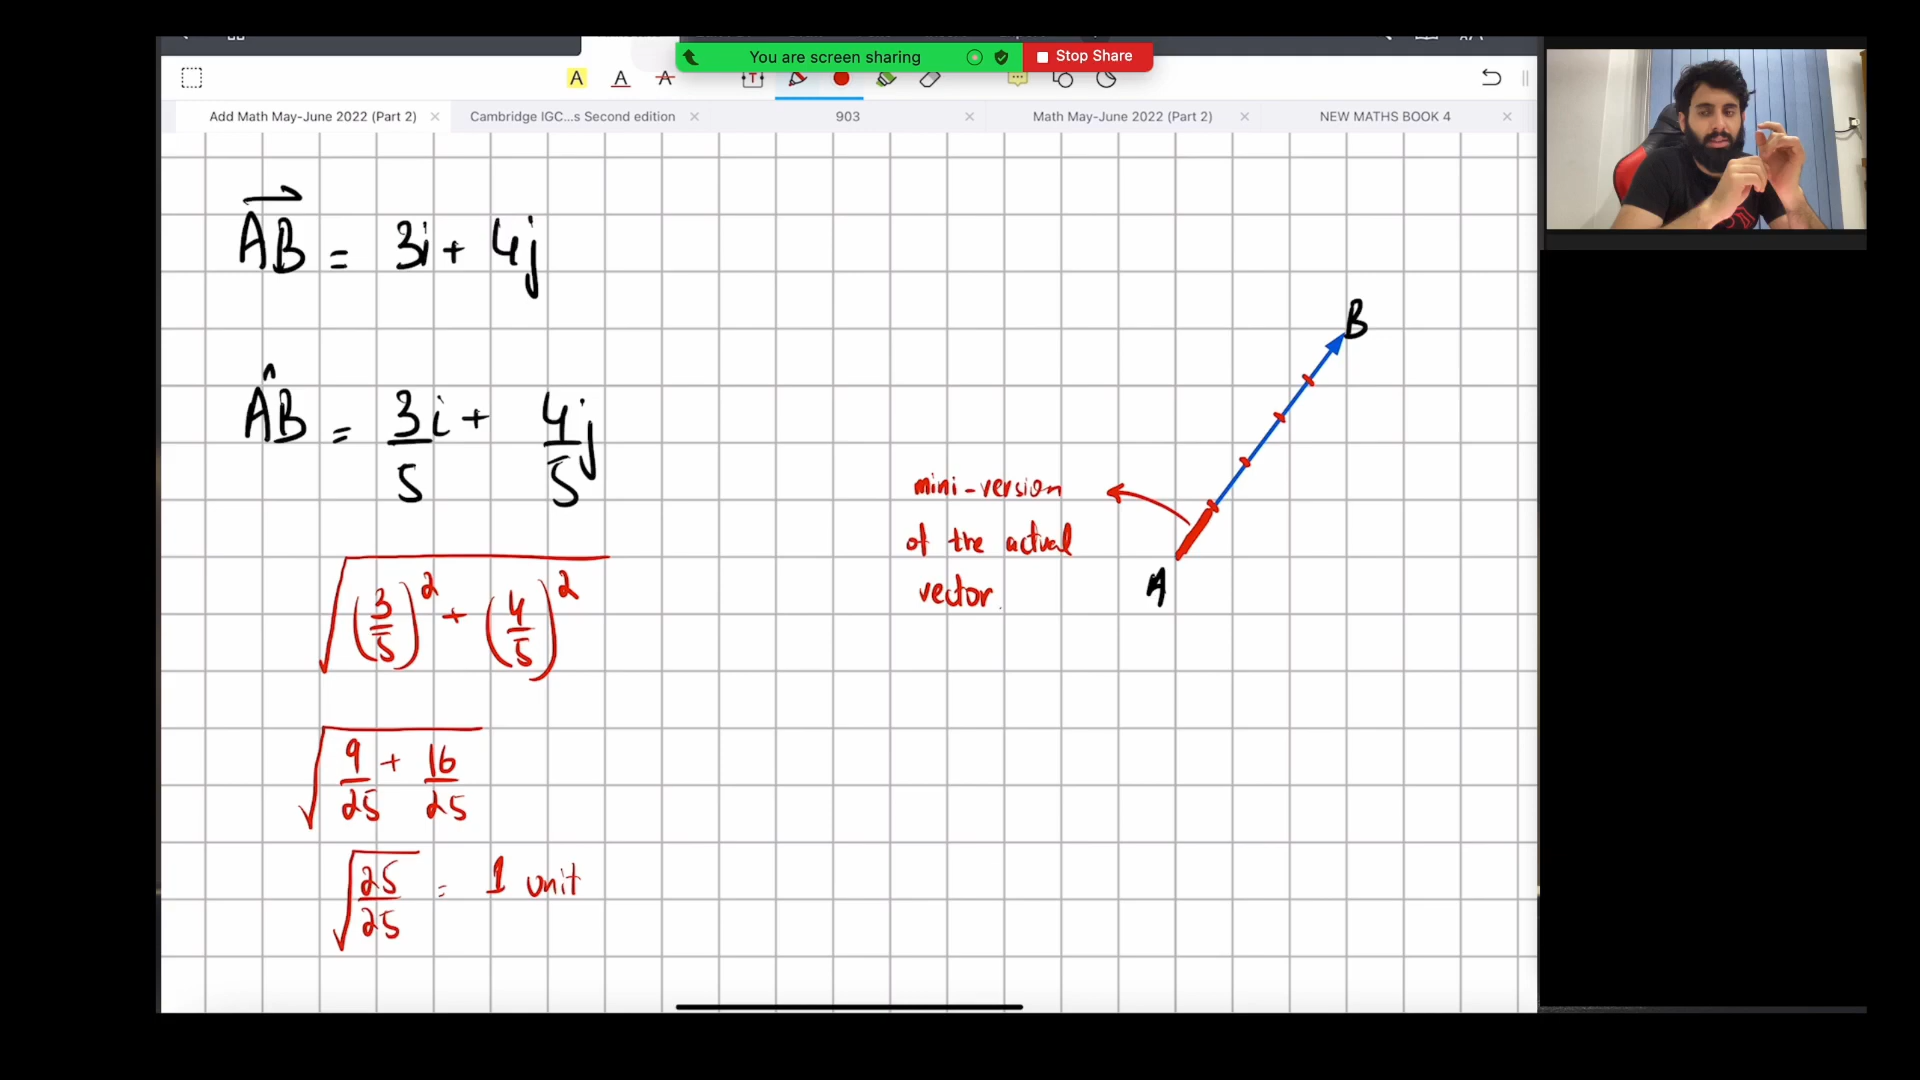 You are screen sharing
Stop Share
A A A T
Add Math May-June 2022 (Part 2)
Cambridge IGC...s Second edition
903
Math May-June 2022 (Part 2)
NEW MATHS BOOK 4
AB = 3i + 4j
B
ÂB = 3/5 i + 4/5 j
mini-version
of the actual
vector.
A
√((3/5)² + (4/5)²)
√(9/25 + 16/25)
√(25/25) = 1 unit